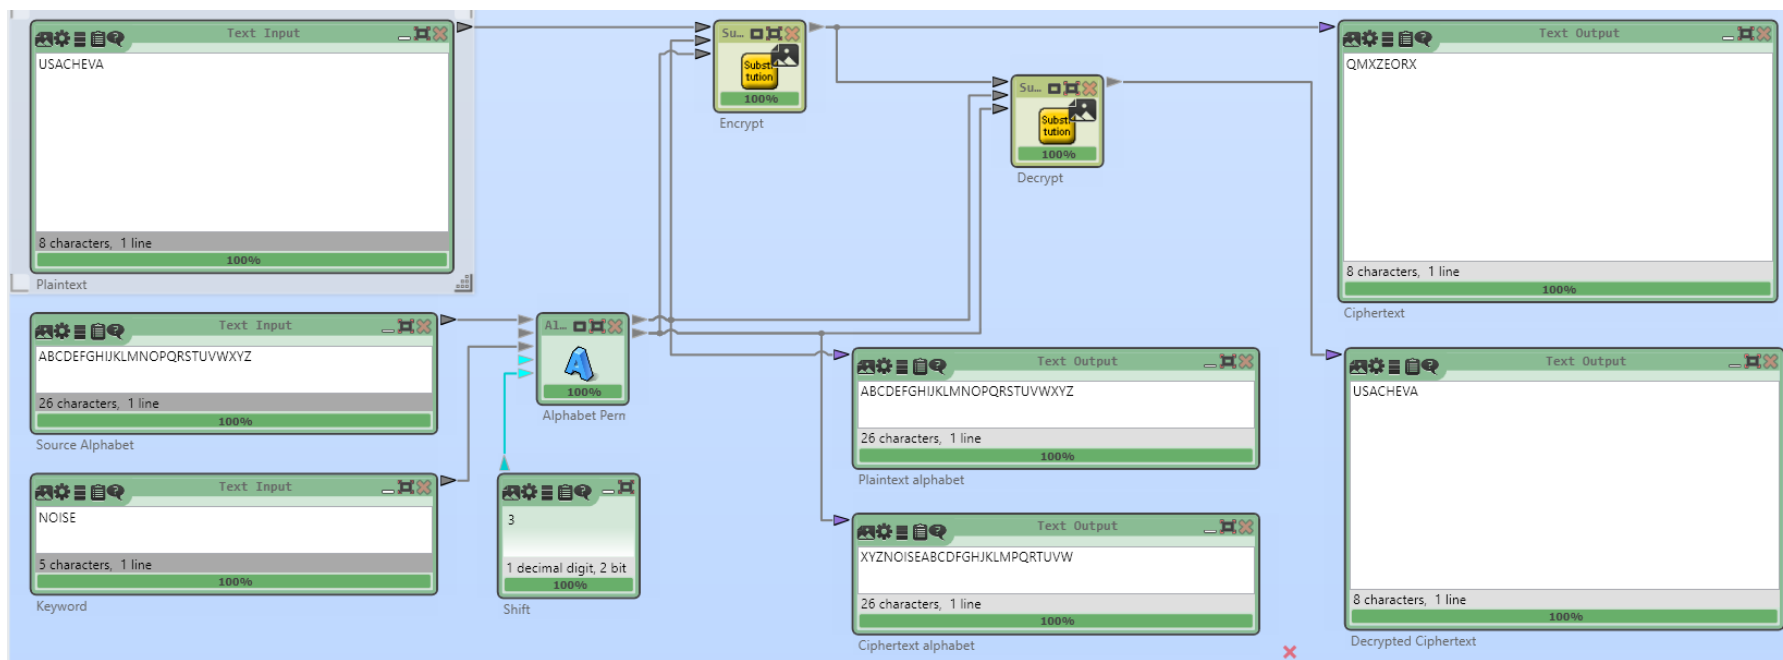 Text Input
USACHEVA
8 characters, 1 line
100%
Plaintext
Su...
Substi
tution
100%
Encrypt
Su...
Substi
tution
100%
Decrypt
Text Output
QMXZEORX
8 characters, 1 line
100%
Ciphertext
Text Input
ABCDEFGHIJKLMNOPQRSTUVWXYZ
26 characters, 1 line
100%
Source Alphabet
Al...
100%
Alphabet Perm
Text Output
ABCDEFGHIJKLMNOPQRSTUVWXYZ
26 characters, 1 line
100%
Plaintext alphabet
Text Output
USACHEVA
8 characters, 1 line
100%
Decrypted Ciphertext
Text Input
NOISE
5 characters, 1 line
100%
Keyword
3
1 decimal digit, 2 bit
100%
Shift
Text Output
XYZNOISEABCDFGHJKLMPQRTUVW
26 characters, 1 line
100%
Ciphertext alphabet